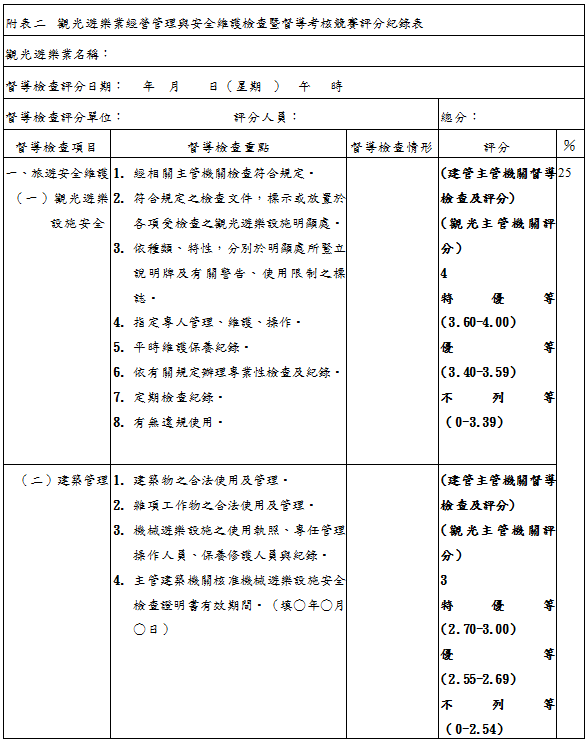 附表二 觀光遊樂業經營管理與安全維護檢查暨督導考核競賽評分紀錄表
觀光遊樂業名稱：
督導檢查評分日期： 年 月 日（星期 ） 午 時
督導檢查評分單位： 評分人員： 總分：
督導檢查項目 督導檢查重點 督導檢查情形 評分 %
一、旅遊安全維護
（一）觀光遊樂
設施安全
1. 經相關主管機關檢查符合規定。
2. 符合規定之檢查文件，標示或放置於
各項受檢查之觀光遊樂設施明顯處。
3. 依種類、特性，分別於明顯處所豎立
說明牌及有關警告、使用限制之標
誌。
4. 指定專人管理、維護、操作。
5. 平時維護保養紀錄。
6. 依有關規定辦理專業性檢查及紀錄。
7. 定期檢查紀錄。
8. 有無違規使用。
(建管主管機關督導
檢查及評分)
(觀光主管機關評
分)
4
特優等
(3.60-4.00)
優等
(3.40-3.59)
不列等
(0-3.39)
25
（二）建築管理
1. 建築物之合法使用及管理。
2. 雜項工作物之合法使用及管理。
3. 機械遊樂設施之使用執照、專任管理
操作人員、保養修護人員與紀錄。
4. 主管建築機關核准機械遊樂設施安全
檢查證明書有效期間。（填○年○月
○日）
(建管主管機關督導
檢查及評分)
(觀光主管機關評
分)
3
特優等
(2.70-3.00)
優等
(2.55-2.69)
不列等
(0-2.54)